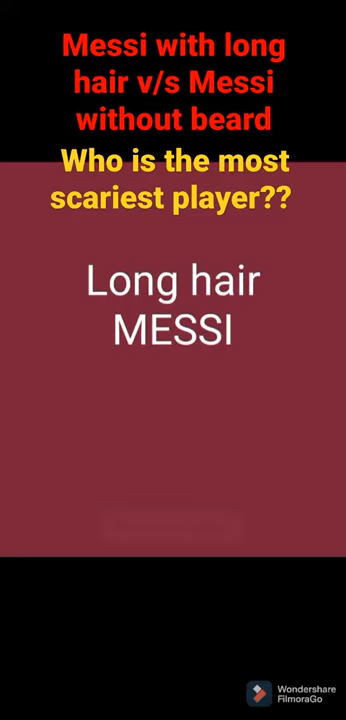 Messi with long
hair v/s Messi
without beard
Who is the most
scariest player??
Long hair
MESSI
Wondershare
FilmoraGo